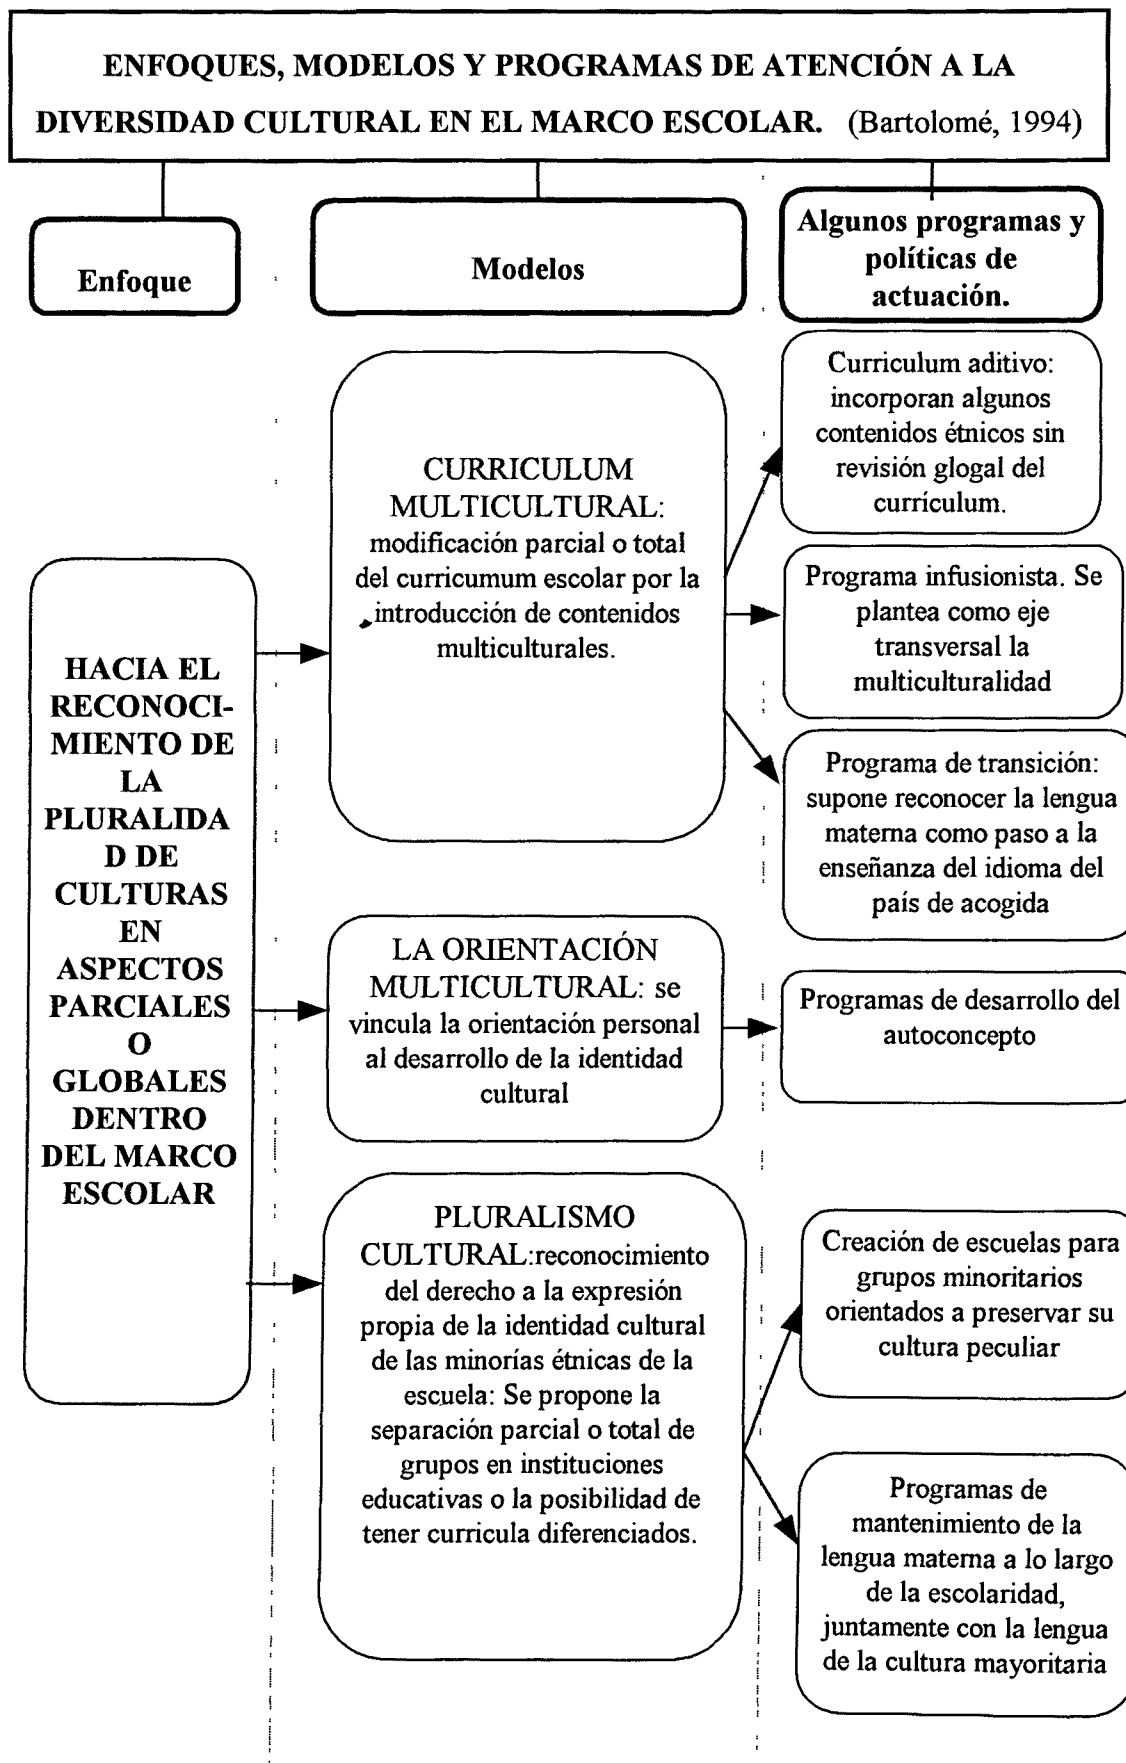 ENFOQUES, MODELOS Y PROGRAMAS DE ATENCIÓN A LA
DIVERSIDAD CULTURAL EN EL MARCO ESCOLAR. (Bartolomé, 1994)
Enfoque
Modelos
Algunos programas y
políticas de
actuación.
HACIA EL
RECONOCI-
MIENTO DE
LA
PLURALIDA
D DE
CULTURAS
EN
ASPECTOS
PARCIALES
O
GLOBALES
DENTRO
DEL MARCO
ESCOLAR
CURRICULUM
MULTICULTURAL:
modificación parcial o total
del curricumum escolar por la
introducción de contenidos
multiculturales.
Curriculum aditivo:
incorporan algunos
contenidos étnicos sin
revisión glogal del
currículum.
Programa infusionista. Se
plantea como eje
transversal la
multiculturalidad
Programa de transición:
supone reconocer la lengua
materna como paso a la
enseñanza del idioma del
país de acogida
LA ORIENTACIÓN
MULTICULTURAL: se
vincula la orientación personal
al desarrollo de la identidad
cultural
Programas de desarrollo del
autoconcepto
PLURALISMO
CULTURAL:reconocimiento
del derecho a la expresión
propia de la identidad cultural
de las minorías étnicas de la
escuela: Se propone la
separación parcial o total de
grupos en instituciones
educativas o la posibilidad de
tener curricula diferenciados.
Creación de escuelas para
grupos minoritarios
orientados a preservar su
cultura peculiar
Programas de
mantenimiento de la
lengua materna a lo largo
de la escolaridad,
juntamente con la lengua
de la cultura mayoritaria